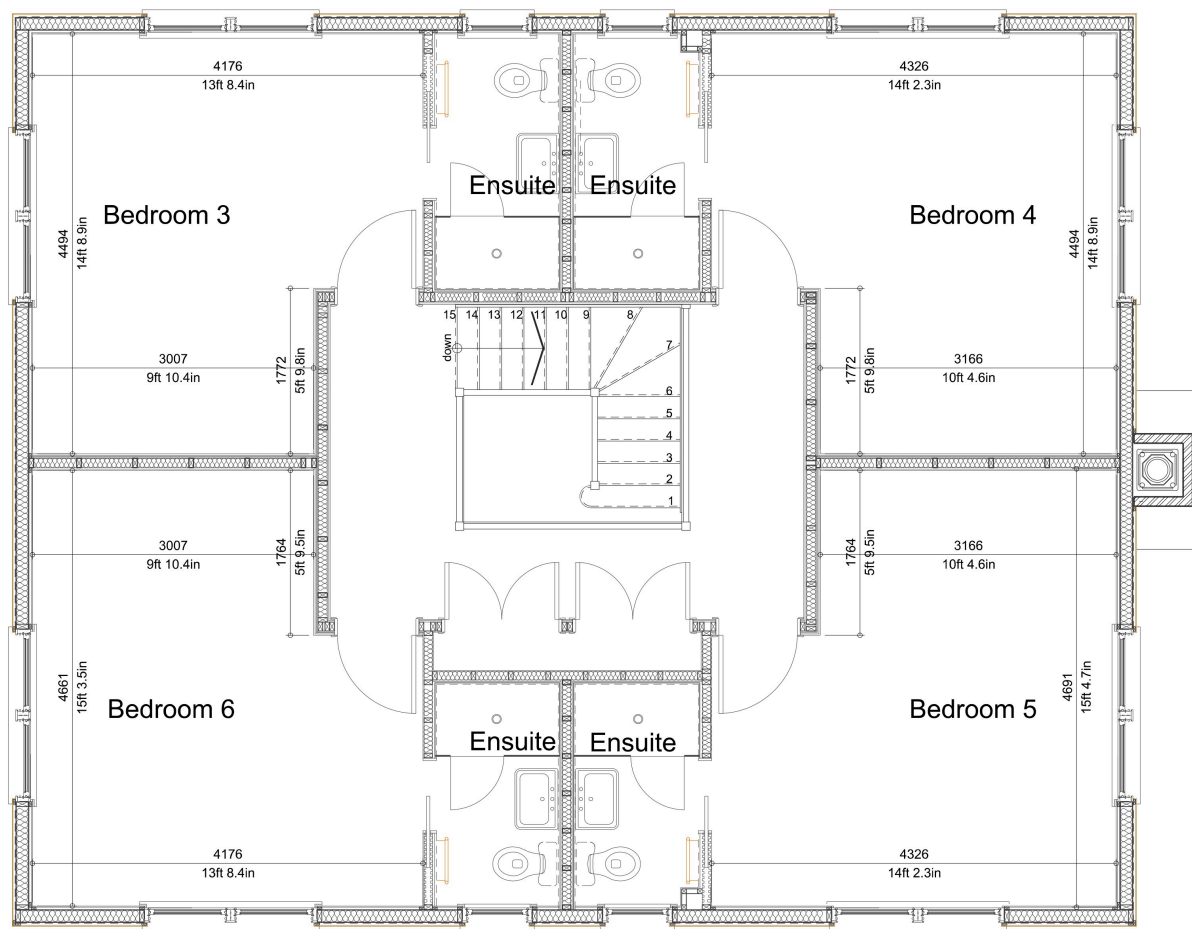 4176
13ft 8.4in
4326
14ft 2.3in
Ensuite
Ensuite
Bedroom 3
Bedroom 4
4494
14ft 8.9in
4494
14ft 8.9in
15
14
13
12
11
10
9
8
7
6
5
4
3
2
1
down
3007
9ft 10.4in
1772
5ft 9.8in
1772
5ft 9.8in
3166
10ft 4.6in
3007
9ft 10.4in
1764
5ft 9.5in
1764
5ft 9.5in
3166
10ft 4.6in
4661
15ft 3.5in
4691
15ft 4.7in
Bedroom 6
Bedroom 5
Ensuite
Ensuite
4176
13ft 8.4in
4326
14ft 2.3in